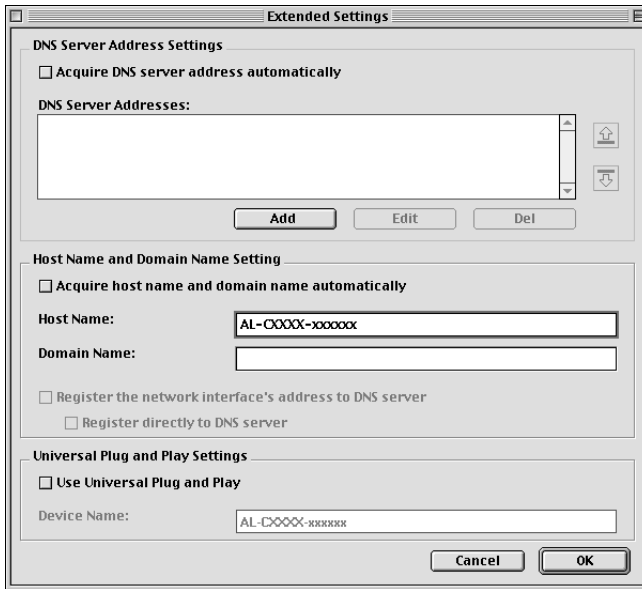 Extended Settings
DNS Server Address Settings
Acquire DNS server address automatically
DNS Server Addresses:
Add Edit Del
Host Name and Domain Name Setting
Acquire host name and domain name automatically
Host Name: AL-CXXXX-xxxxxx
Domain Name:
Register the network interface's address to DNS server
Register directly to DNS server
Universal Plug and Play Settings
Use Universal Plug and Play
Device Name: AL-CXXXX-xxxxxx
Cancel OK